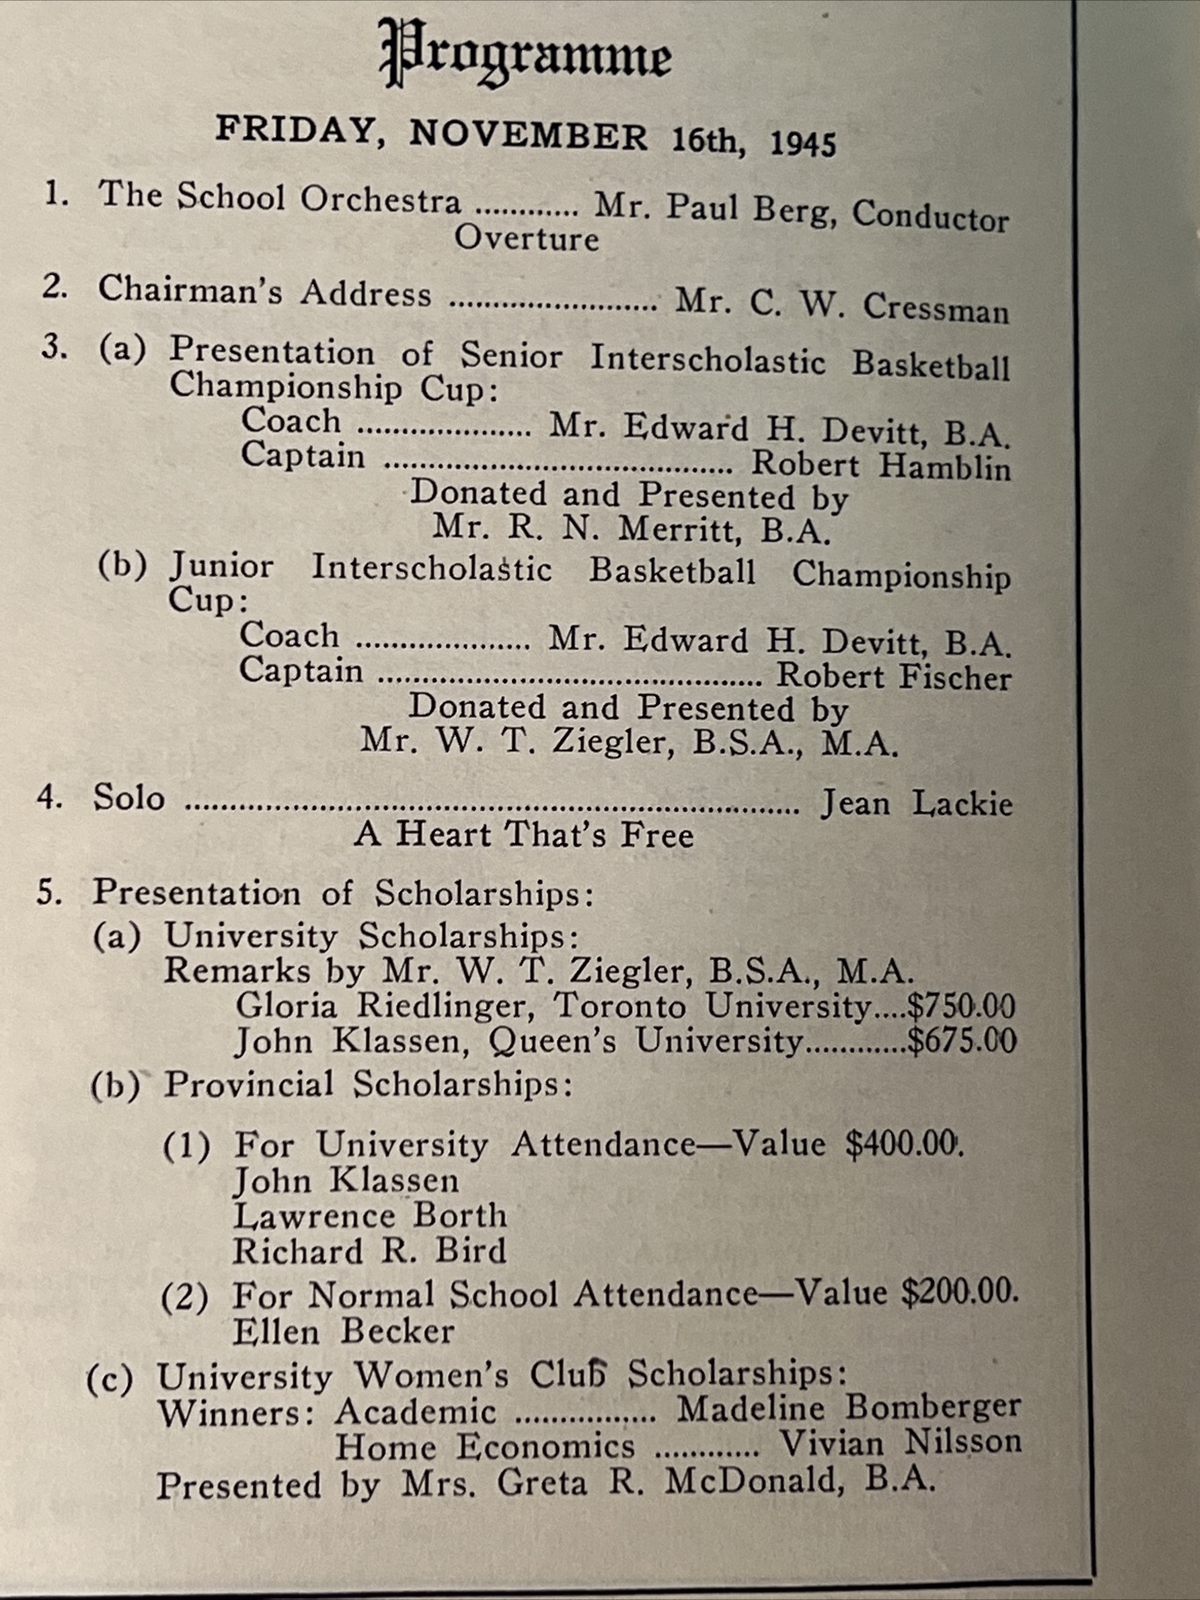 Programme
FRIDAY, NOVEMBER 16th, 1945
1. The School Orchestra ............ Mr. Paul Berg, Conductor
Overture
2. Chairman's Address ........................ Mr. C. W. Cressman
3. (a) Presentation of Senior Interscholastic Basketball
Championship Cup:
Coach .................... Mr. Edward H. Devitt, B.A.
Captain ........................................ Robert Hamblin
Donated and Presented by
Mr. R. N. Merritt, B.A.
(b) Junior Interscholastic Basketball Championship
Cup:
Coach .................... Mr. Edward H. Devitt, B.A.
Captain ............................................ Robert Fischer
Donated and Presented by
Mr. W. T. Ziegler, B.S.A., M.A.
4. Solo ...................................................................... Jean Lackie
A Heart That's Free
5. Presentation of Scholarships:
(a) University Scholarships:
Remarks by Mr. W. T. Ziegler, B.S.A., M.A.
Gloria Riedlinger, Toronto University....$750.00
John Klassen, Queen's University............$675.00
(b) Provincial Scholarships:
(1) For University Attendance—Value $400.00.
John Klassen
Lawrence Borth
Richard R. Bird
(2) For Normal School Attendance—Value $200.00.
Ellen Becker
(c) University Women's Club Scholarships:
Winners: Academic ................ Madeline Bomberger
Home Economics ............ Vivian Nilsson
Presented by Mrs. Greta R. McDonald, B.A.